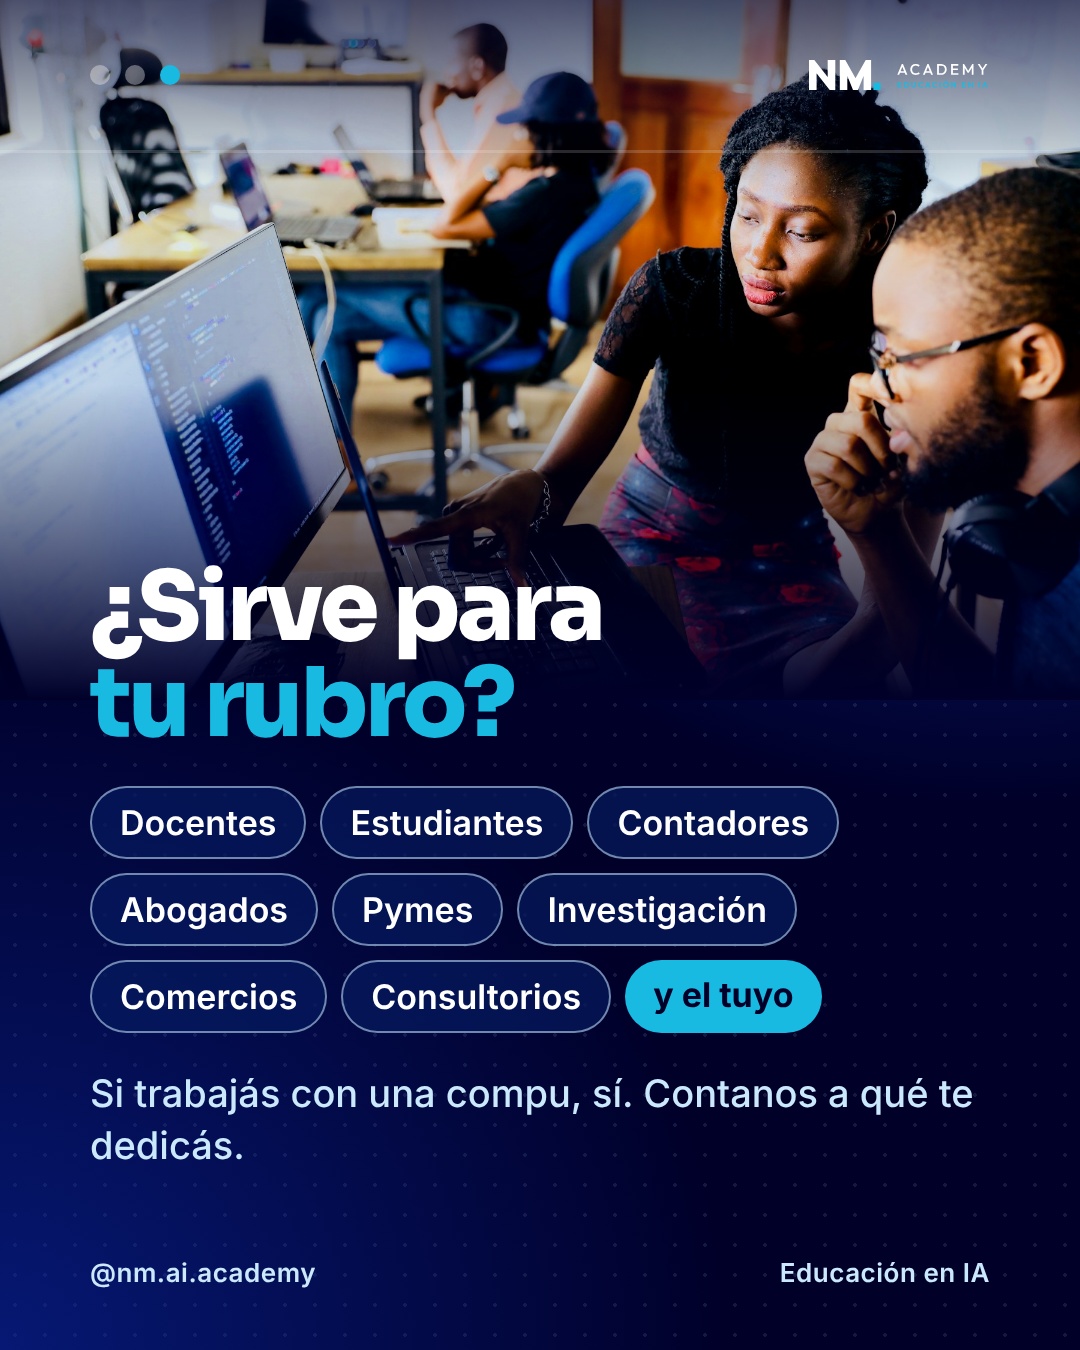 NM. ACADEMY
¿Sirve para
tu rubro?
Docentes Estudiantes Contadores
Abogados Pymes Investigación
Comercios Consultorios y el tuyo
Si trabajás con una compu, sí. Contanos a qué te
dedicás.
@nm.ai.academy Educación en IA